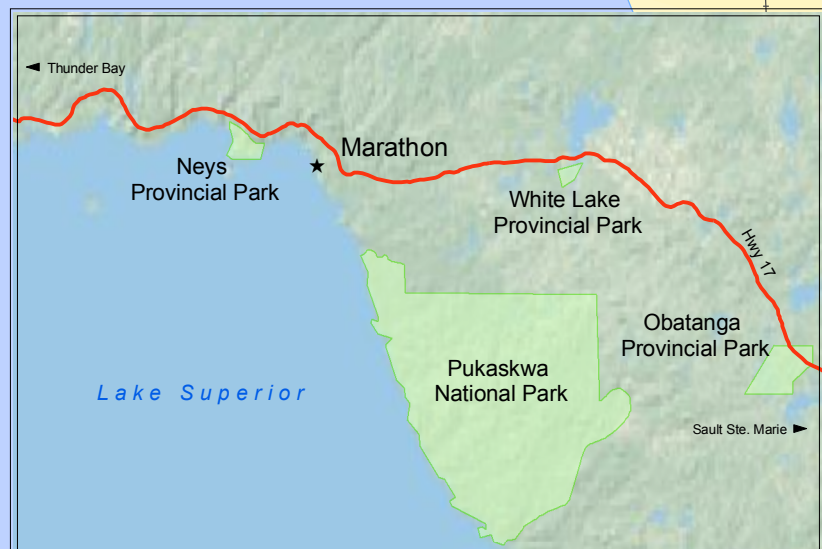 Thunder Bay
Marathon
Neys
Provincial Park
White Lake
Provincial Park
Hwy 17
Obatanga
Provincial Park
Pukaskwa
National Park
Lake Superior
Sault Ste. Marie